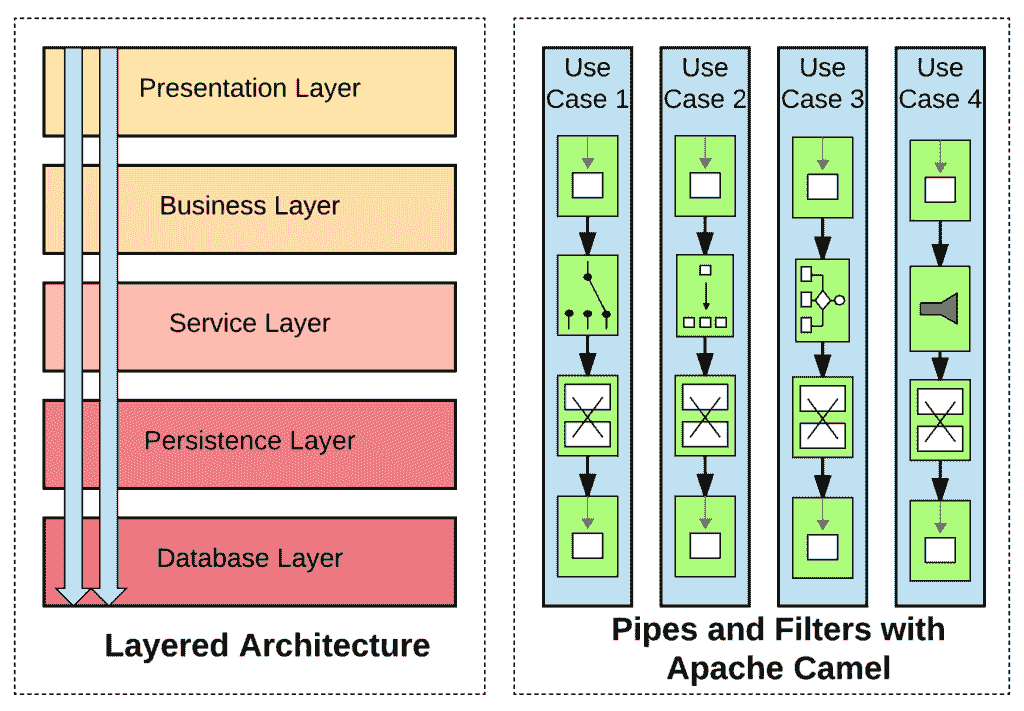 Presentation Layer
Business Layer
Service Layer
Persistence Layer
Database Layer
Layered Architecture
Use
Case 1
Use
Case 2
Use
Case 3
Use
Case 4
Pipes and Filters with
Apache Camel